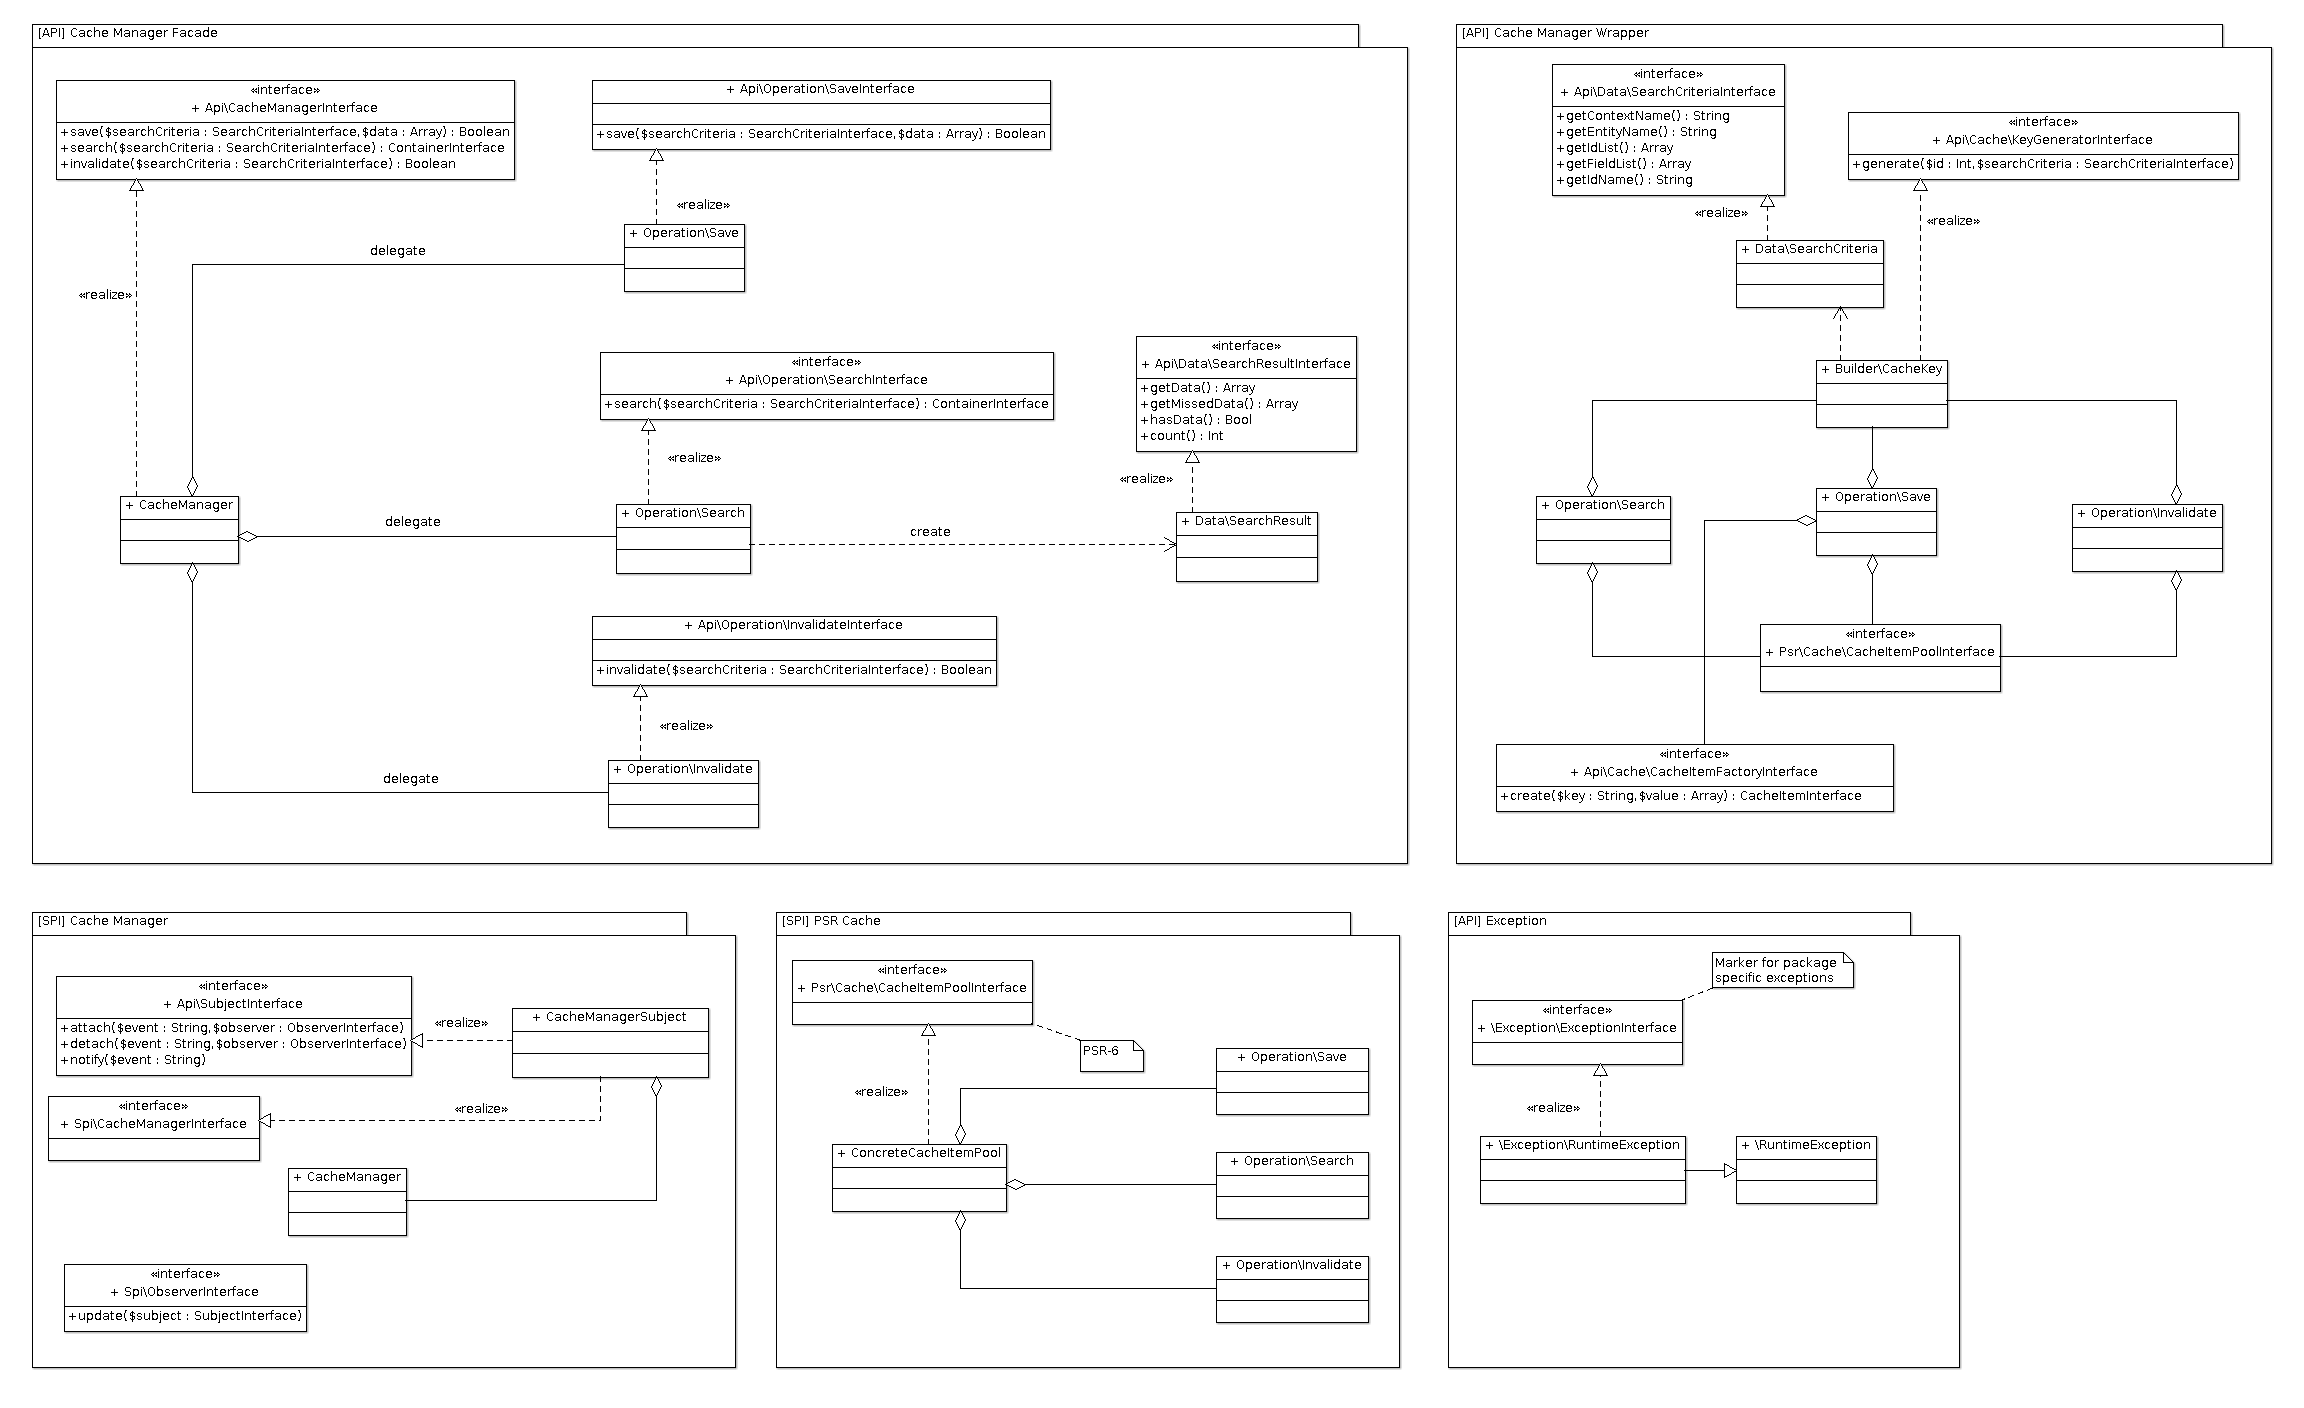 [API] Cache Manager Facade
«interface»
+ Api\CacheManagerInterface
+save($searchCriteria : SearchCriteriaInterface,$data : Array) : Boolean
+search($searchCriteria : SearchCriteriaInterface) : ContainerInterface
+invalidate($searchCriteria : SearchCriteriaInterface) : Boolean
+ Api\Operation\SaveInterface
+save($searchCriteria : SearchCriteriaInterface,$data : Array) : Boolean
«realize»
+ Operation\Save
delegate
«realize»
«interface»
+ Api\Operation\SearchInterface
+search($searchCriteria : SearchCriteriaInterface) : ContainerInterface
«interface»
+ Api\Data\SearchResultInterface
+getData() : Array
+getMissedData() : Array
+hasData() : Bool
+count() : Int
«realize»
«realize»
+ CacheManager
delegate
+ Operation\Search
create
+ Data\SearchResult
+ Api\Operation\InvalidateInterface
+invalidate($searchCriteria : SearchCriteriaInterface) : Boolean
«realize»
delegate
+ Operation\Invalidate
[API] Cache Manager Wrapper
«interface»
+ Api\Data\SearchCriteriaInterface
+getContextName() : String
+getEntityName() : String
+getIdList() : Array
+getFieldList() : Array
+getIdName() : String
«interface»
+ Api\Cache\KeyGeneratorInterface
+generate($id : Int,$searchCriteria : SearchCriteriaInterface)
«realize»
«realize»
+ Data\SearchCriteria
+ Builder\CacheKey
+ Operation\Search
+ Operation\Save
+ Operation\Invalidate
«interface»
+ Psr\Cache\CacheItemPoolInterface
«interface»
+ Api\Cache\CacheItemFactoryInterface
+create($key : String,$value : Array) : CacheItemInterface
[SPI] Cache Manager
«interface»
+ Api\SubjectInterface
+attach($event : String,$observer : ObserverInterface)
+detach($event : String,$observer : ObserverInterface)
+notify($event : String)
«realize»
+ CacheManagerSubject
«interface»
+ Spi\CacheManagerInterface
«realize»
+ CacheManager
«interface»
+ Spi\ObserverInterface
+update($subject : SubjectInterface)
[SPI] PSR Cache
«interface»
+ Psr\Cache\CacheItemPoolInterface
PSR-6
«realize»
+ Operation\Save
+ ConcreteCacheItemPool
+ Operation\Search
+ Operation\Invalidate
[API] Exception
Marker for package
specific exceptions
«interface»
+ \Exception\ExceptionInterface
«realize»
+ \Exception\RuntimeException
+ \RuntimeException